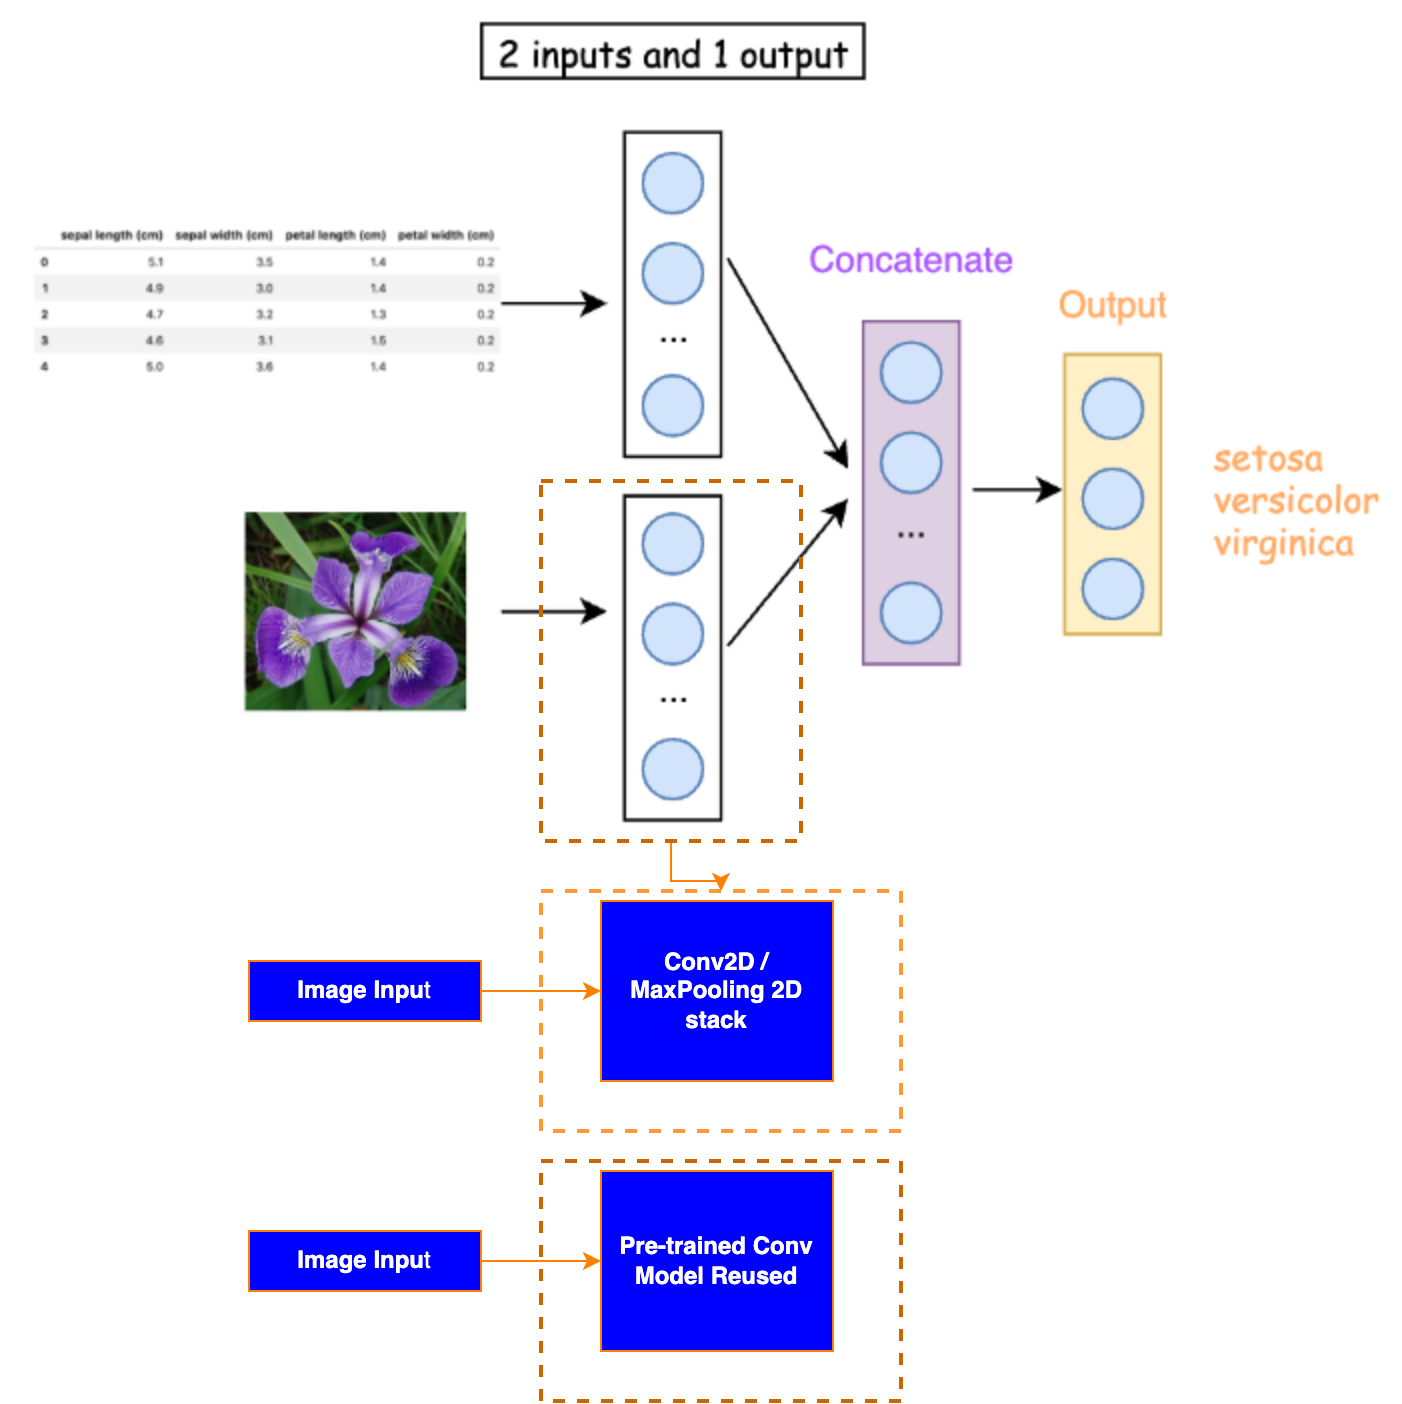 2 inputs and 1 output
sepal length (cm) sepal width (cm) petal length (cm) petal width (cm)
0 5.1 3.5 1.4 0.2
1 4.9 3.0 1.4 0.2
2 4.7 3.2 1.3 0.2
3 4.6 3.1 1.5 0.2
4 5.0 3.6 1.4 0.2
...
Concatenate
...
Output
setosa
versicolor
virginica
...
Image Input
Conv2D /
MaxPooling 2D
stack
Image Input
Pre-trained Conv
Model Reused